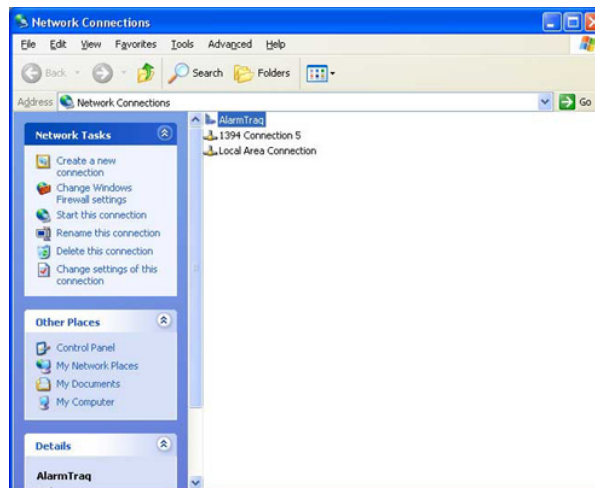 Network Connections
File Edit View Favorites Tools Advanced Help
Back Search Folders
Address Network Connections Go
Network Tasks
Create a new
connection
Change Windows
Firewall settings
Start this connection
Rename this connection
Delete this connection
Change settings of this
connection
Other Places
Control Panel
My Network Places
My Documents
My Computer
Details
AlarmTraq
AlarmTraq
1394 Connection 5
Local Area Connection